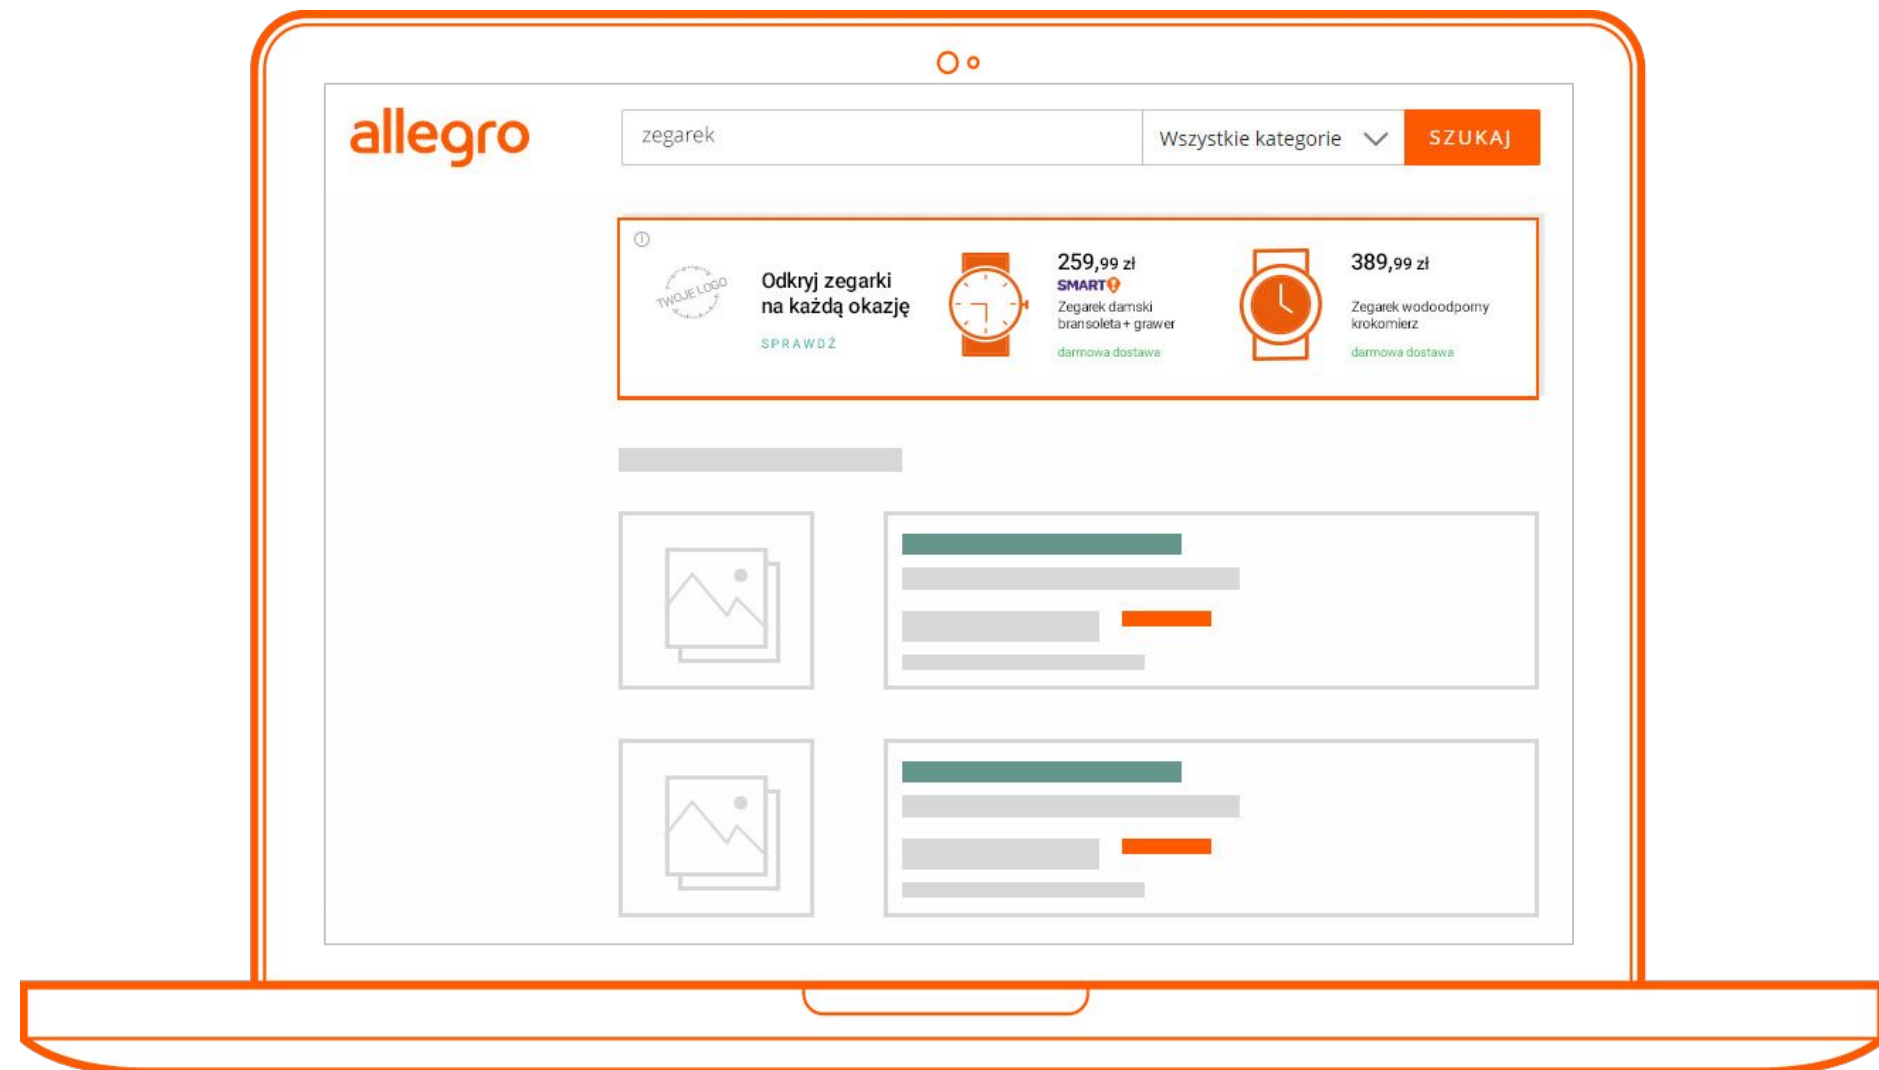 allegro
zegarek
Wszystkie kategorie
SZUKAJ
TWOJE LOGO
Odkryj zegarki
na każdą okazję
SPRAWDŹ
259,99 zł
SMART!
Zegarek damski
bransoleta + grawer
darmowa dostawa
389,99 zł
Zegarek wodoodporny
krokomierz
darmowa dostawa